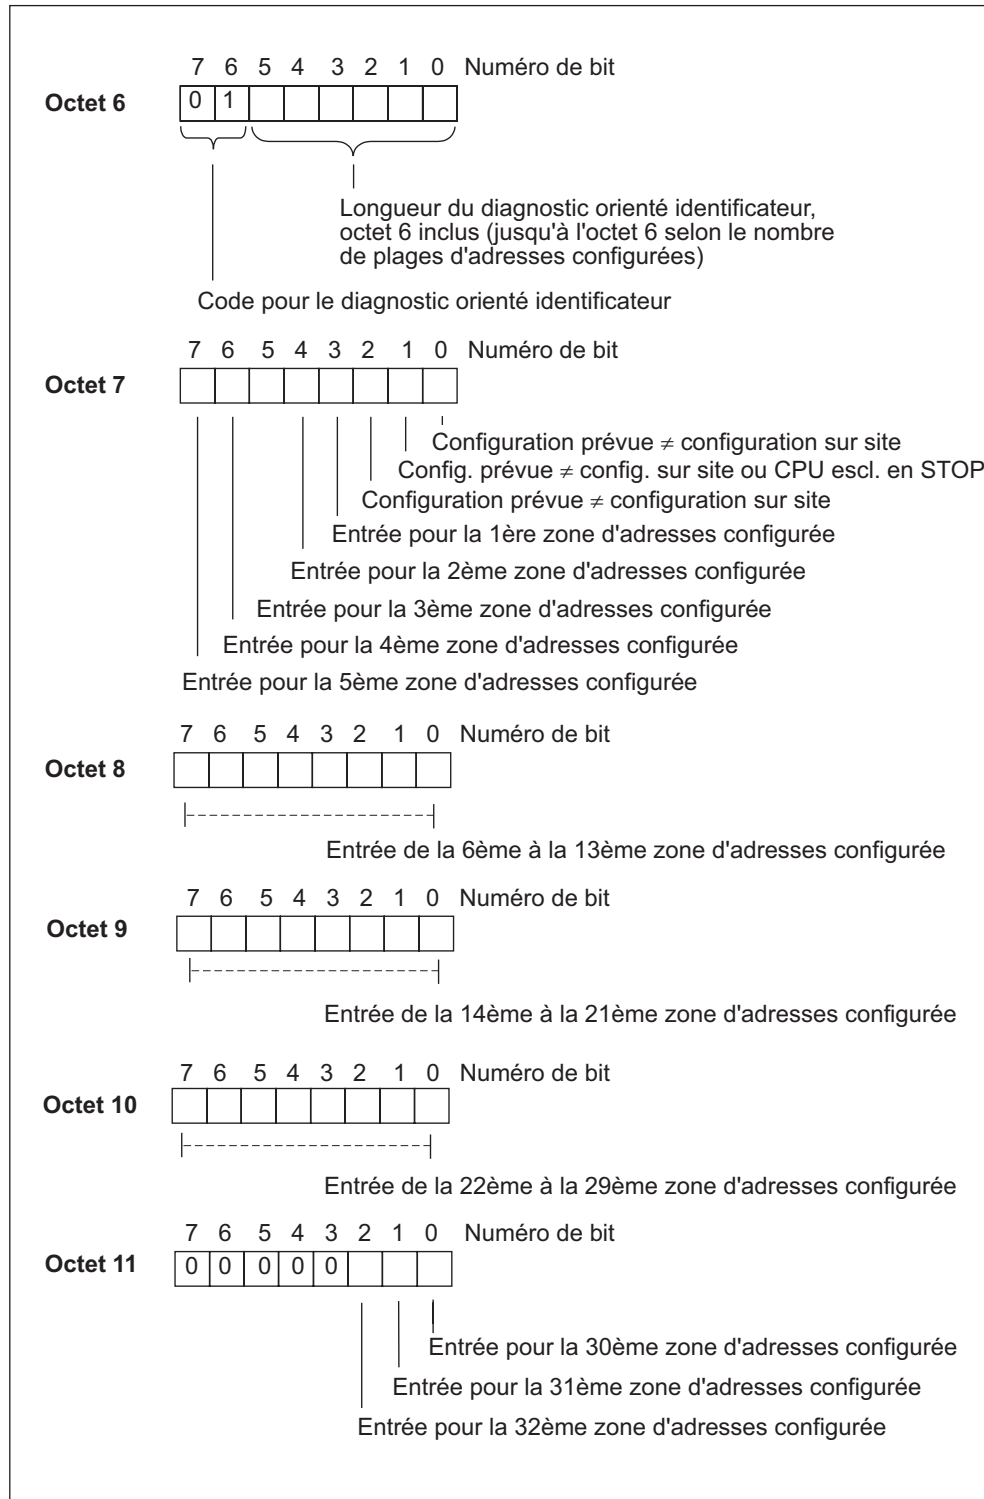 7 6 5 4 3 2 1 0 Numéro de bit
Octet 6
0 1
Longueur du diagnostic orienté identificateur,
octet 6 inclus (jusqu'à l'octet 6 selon le nombre
de plages d'adresses configurées)
Code pour le diagnostic orienté identificateur
7 6 5 4 3 2 1 0 Numéro de bit
Octet 7
Configuration prévue ≠ configuration sur site
Config. prévue ≠ config. sur site ou CPU escl. en STOP
Configuration prévue ≠ configuration sur site
Entrée pour la 1ère zone d'adresses configurée
Entrée pour la 2ème zone d'adresses configurée
Entrée pour la 3ème zone d'adresses configurée
Entrée pour la 4ème zone d'adresses configurée
Entrée pour la 5ème zone d'adresses configurée
7 6 5 4 3 2 1 0 Numéro de bit
Octet 8
Entrée de la 6ème à la 13ème zone d'adresses configurée
7 6 5 4 3 2 1 0 Numéro de bit
Octet 9
Entrée de la 14ème à la 21ème zone d'adresses configurée
7 6 5 4 3 2 1 0 Numéro de bit
Octet 10
Entrée de la 22ème à la 29ème zone d'adresses configurée
7 6 5 4 3 2 1 0 Numéro de bit
Octet 11
0 0 0 0 0
Entrée pour la 30ème zone d'adresses configurée
Entrée pour la 31ème zone d'adresses configurée
Entrée pour la 32ème zone d'adresses configurée